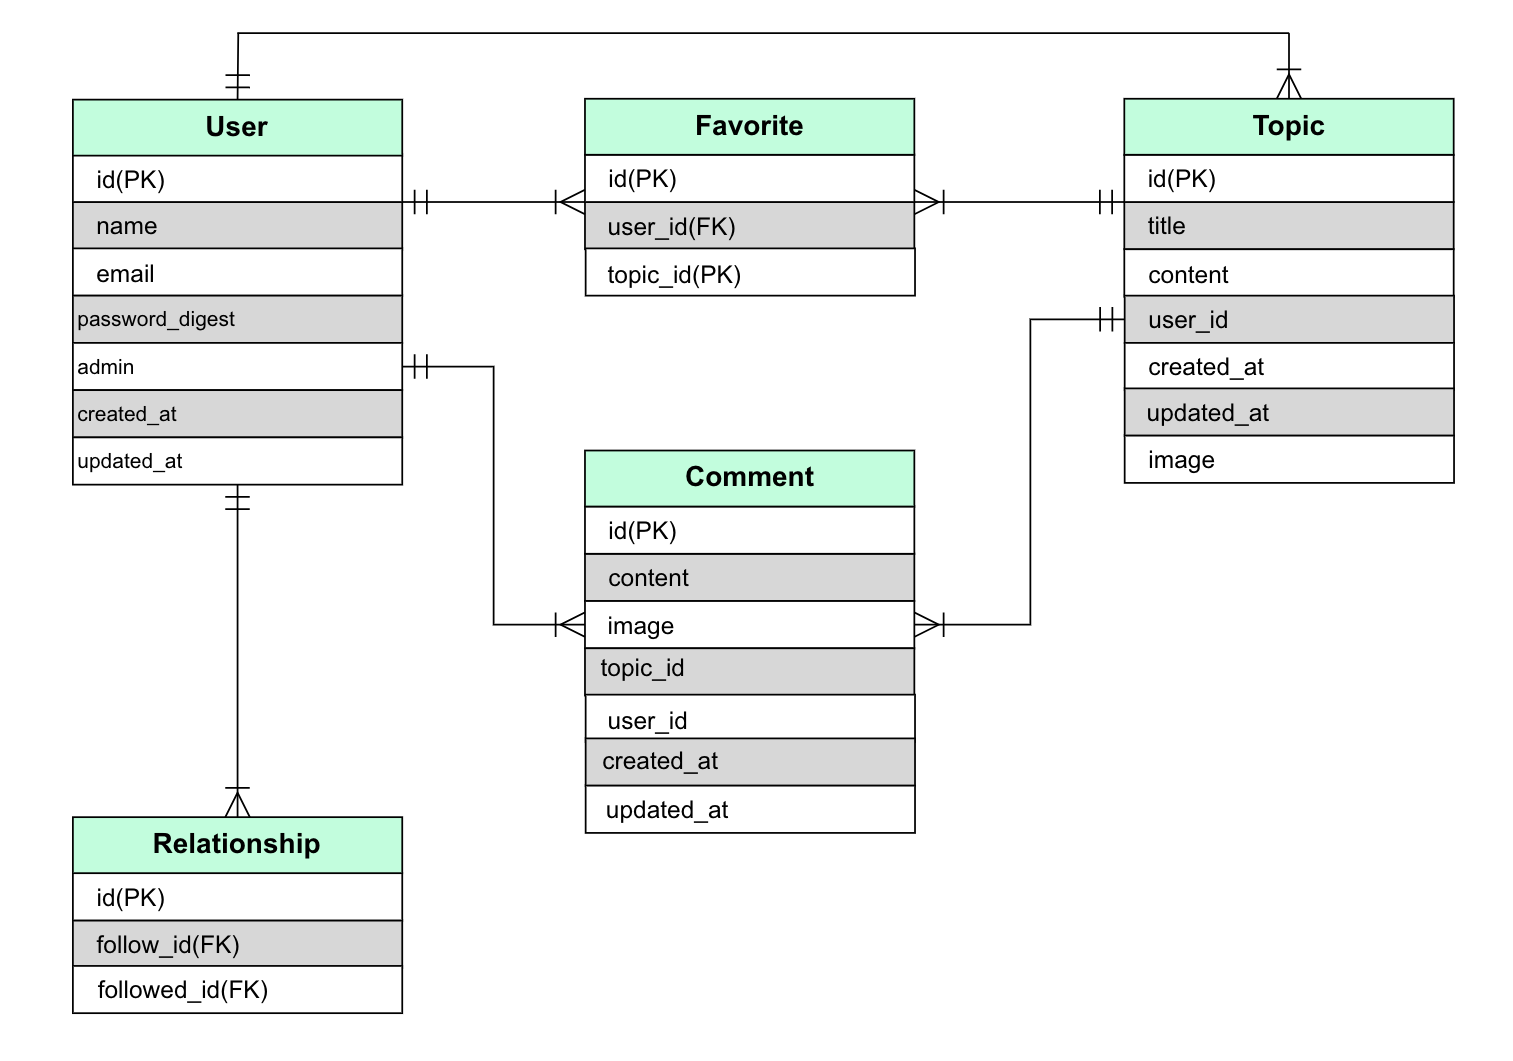 User
id(PK)
name
email
password_digest
admin
created_at
updated_at
Favorite
id(PK)
user_id(FK)
topic_id(PK)
Topic
id(PK)
title
content
user_id
created_at
updated_at
image
Comment
id(PK)
content
image
topic_id
user_id
created_at
updated_at
Relationship
id(PK)
follow_id(FK)
followed_id(FK)